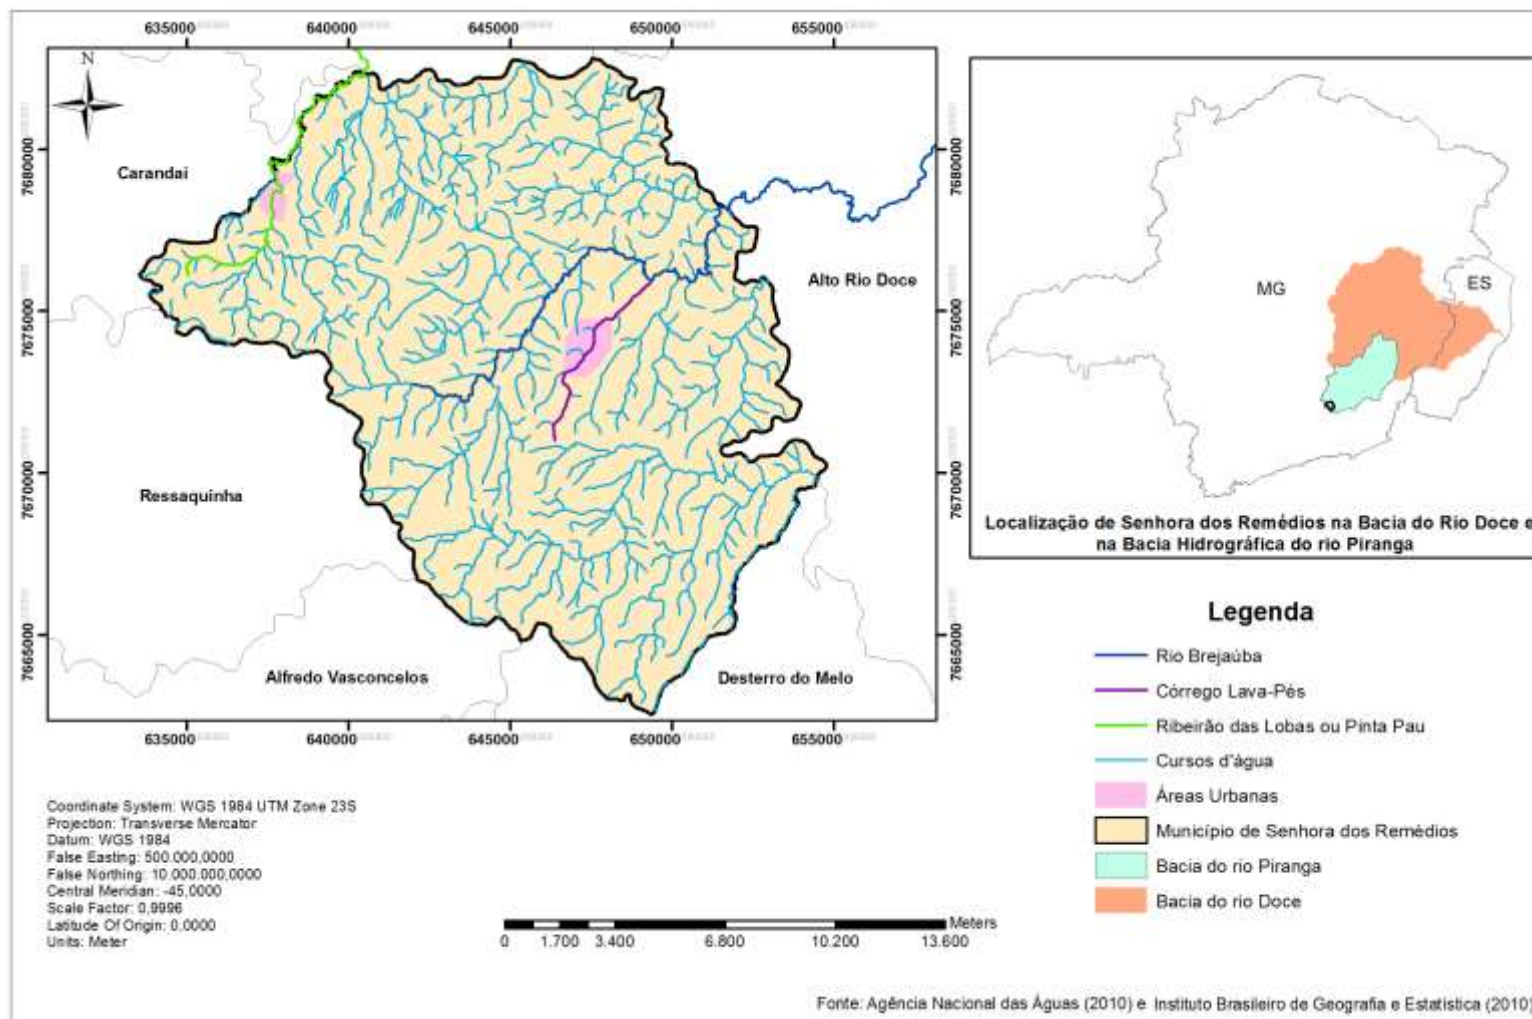 635000
640000
645000
650000
655000
N
7680000
7680000
Carandai
Alto Rio Doce
7675000
7675000
7670000
7670000
Ressaquinha
7665000
7665000
Alfredo Vasconcelos
Desterro do Melo
635000
640000
645000
650000
655000
MG
ES
Localização de Senhora dos Remédios na Bacia do Rio Doce e
na Bacia Hidrográfica do rio Piranga
Legenda
Rio Brejaúba
Córrego Lava-Pés
Ribeirão das Lobas ou Pinta Pau
Cursos d'água
Áreas Urbanas
Município de Senhora dos Remédios
Bacia do rio Piranga
Bacia do rio Doce
Coordinate System: WGS 1984 UTM Zone 23S
Projection: Transverse Mercator
Datum: WGS 1984
False Easting: 500.000,0000
False Northing: 10.000.000,0000
Central Meridian: -45,0000
Scale Factor: 0,9996
Latitude Of Origin: 0,0000
Units: Meter
Meters
0 1.700 3.400 6.800 10.200 13.600
Fonte: Agência Nacional das Águas (2010) e Instituto Brasileiro de Geografia e Estatística (2010)